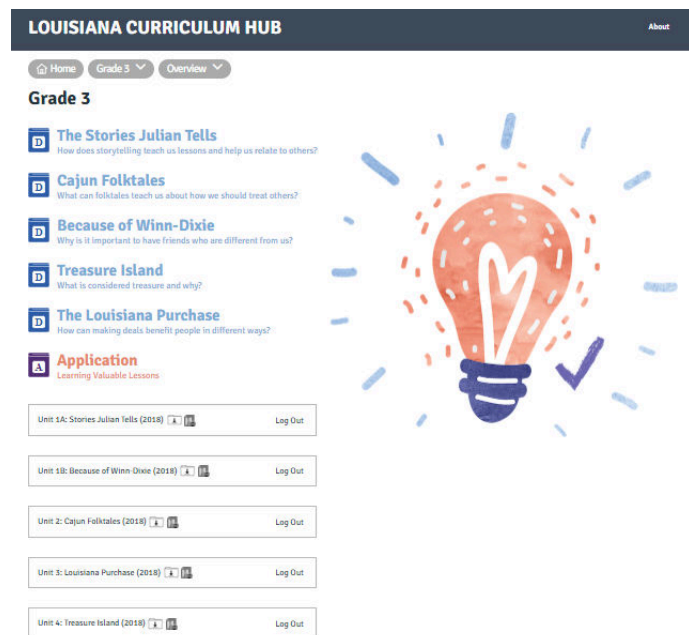 LOUISIANA CURRICULUM HUB
About
Home
Grade 3
Overview
Grade 3
D
The Stories Julian Tells
How does storytelling teach us lessons and help us relate to others?
D
Cajun Folktales
What can folktales teach us about how we should treat others?
D
Because of Winn-Dixie
Why is it important to have friends who are different from us?
D
Treasure Island
What is considered treasure and why?
D
The Louisiana Purchase
How can making deals benefit people in different ways?
A
Application
Learning Valuable Lessons
Unit 1A: Stories Julian Tells (2018) Log Out
Unit 1B: Because of Winn-Dixie (2018) Log Out
Unit 2: Cajun Folktales (2018) Log Out
Unit 3: Louisiana Purchase (2018) Log Out
Unit 4: Treasure Island (2018) Log Out